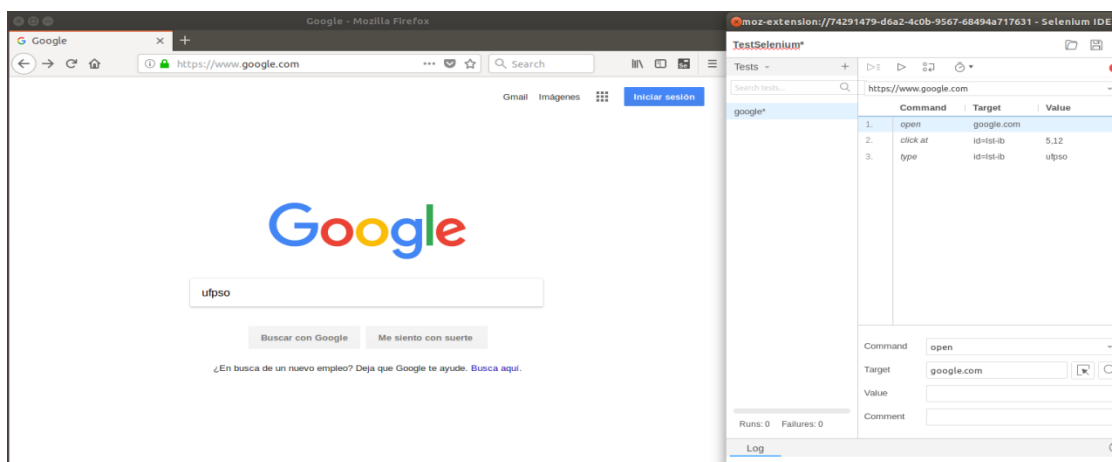 Google - Mozilla Firefox
Google
https://www.google.com
Search
Gmail Imágenes Iniciar sesión
Google
ufpso
Buscar con Google Me siento con suerte
¿En busca de un nuevo empleo? Deja que Google te ayude. Busca aquí.
moz-extension://74291479-d6a2-4c0b-9567-68494a717631 - Selenium IDE
TestSelenium*
Tests
Search tests...
google*
Runs: 0 Failures: 0
https://www.google.com
Command Target Value
1. open google.com
2. click at id=lst-ib 5,12
3. type id=lst-ib ufpso
Command open
Target google.com
Value
Comment
Log